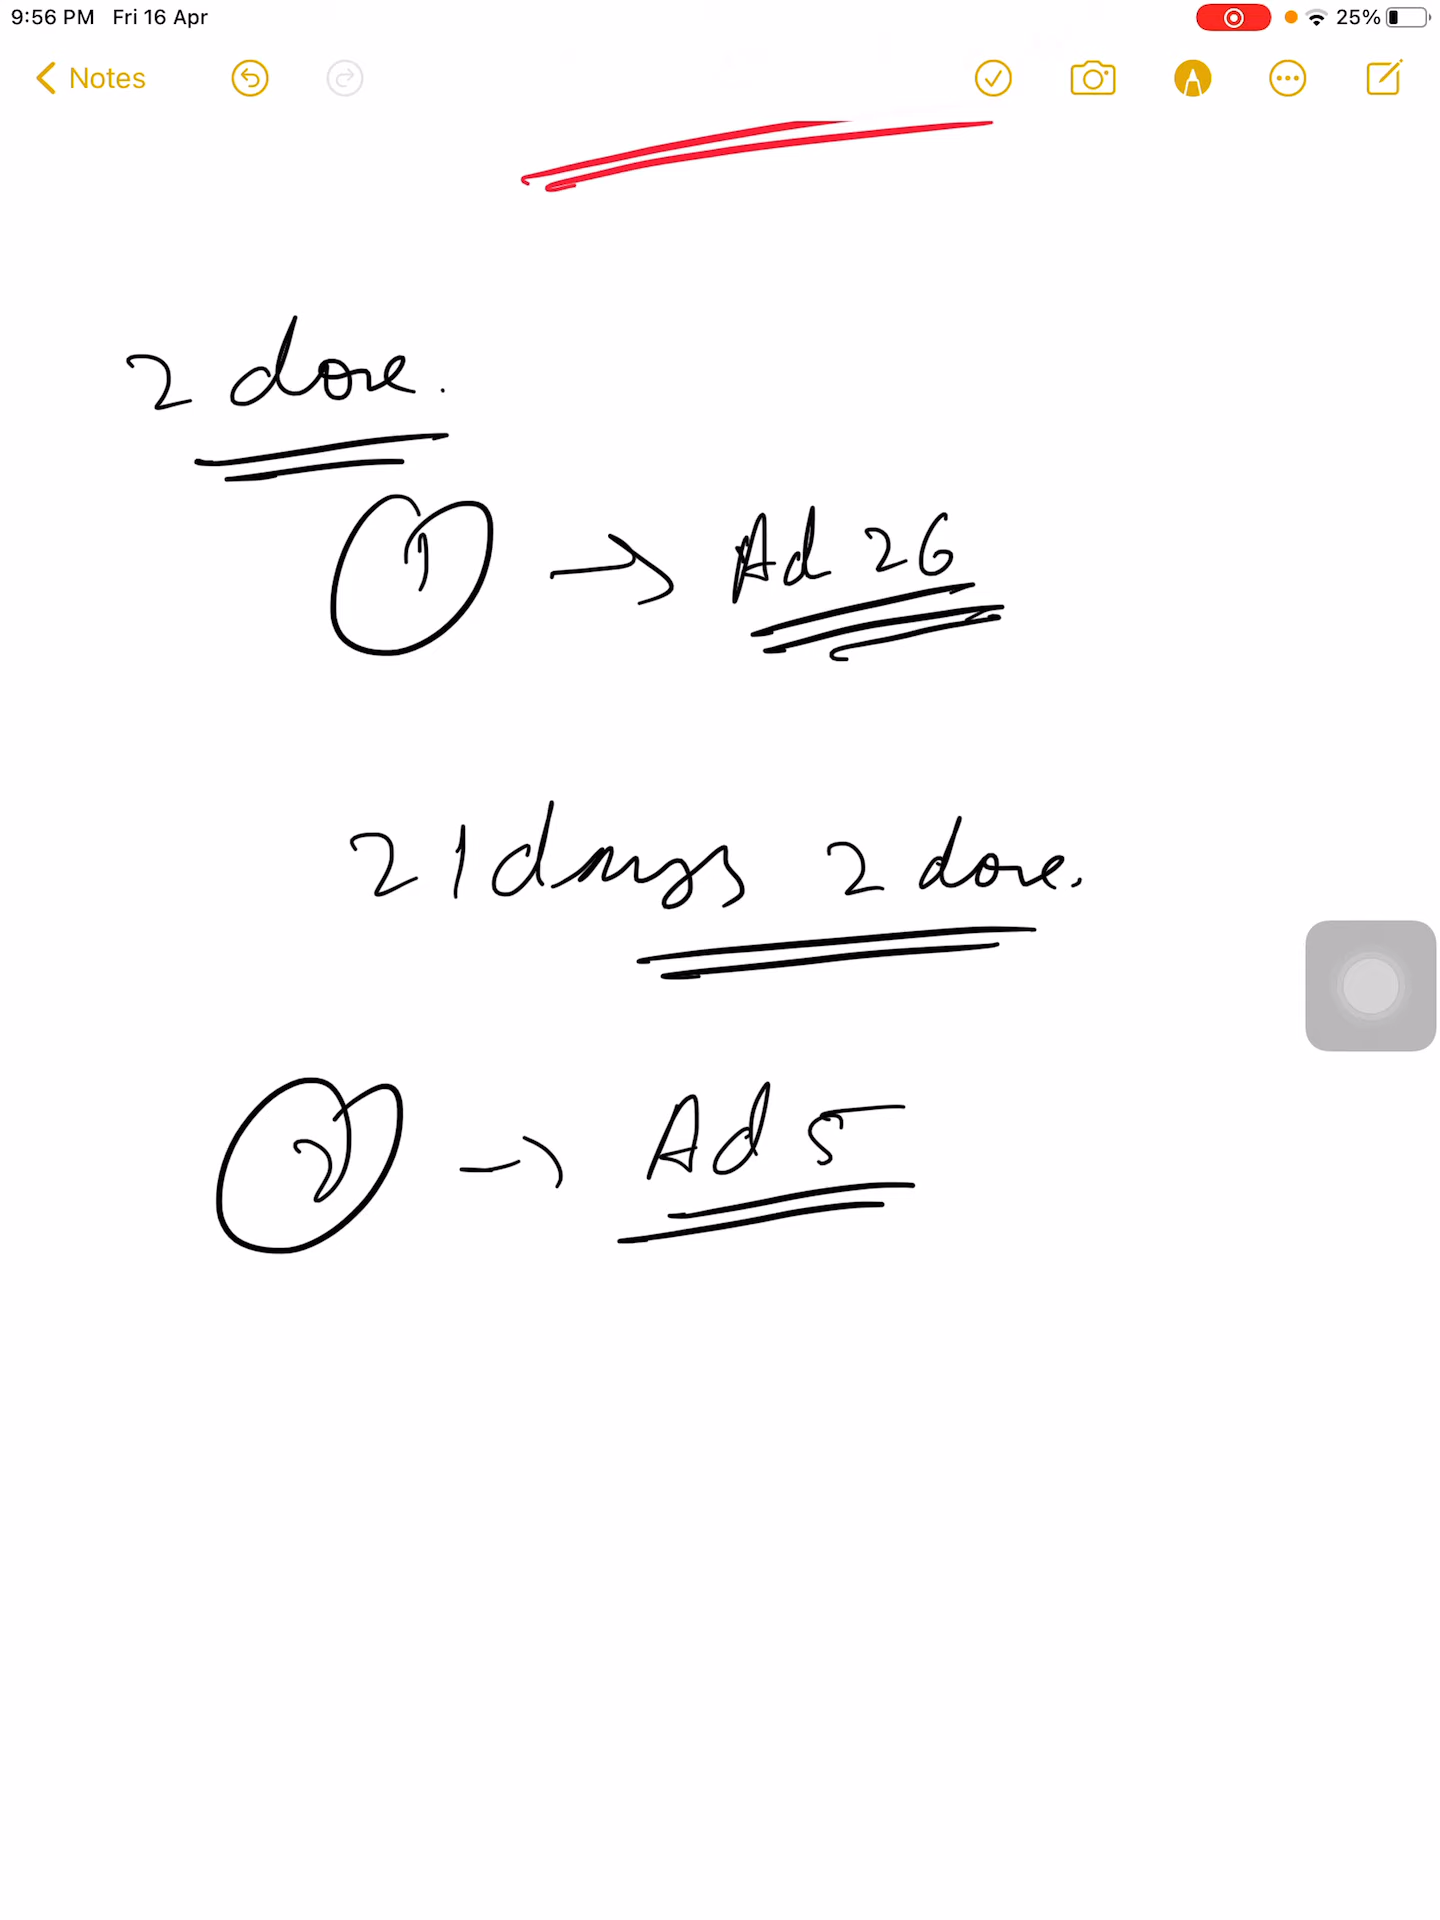 9:56 PM Fri 16 Apr 25%
Notes
2 dose.
1 → Ad 26
21 days 2 dose.
2 → Ad 5